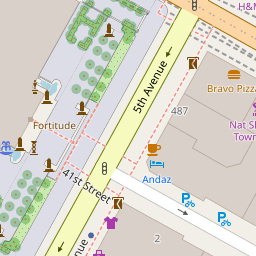 H&M
5th Avenue
Bravo Pizza
487
Nat Sh
Town
Fortitude
Andaz
41st Street
2